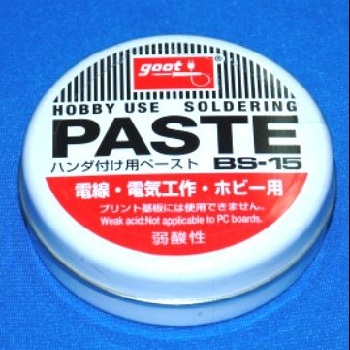 goot ®
HOBBY USE SOLDERING
PASTE
ハンダ付け用ペースト BS-15
電線・電気工作・ホビー用
プリント基板には使用できません。
Weak acid:Not applicable to PC boards.
弱酸性